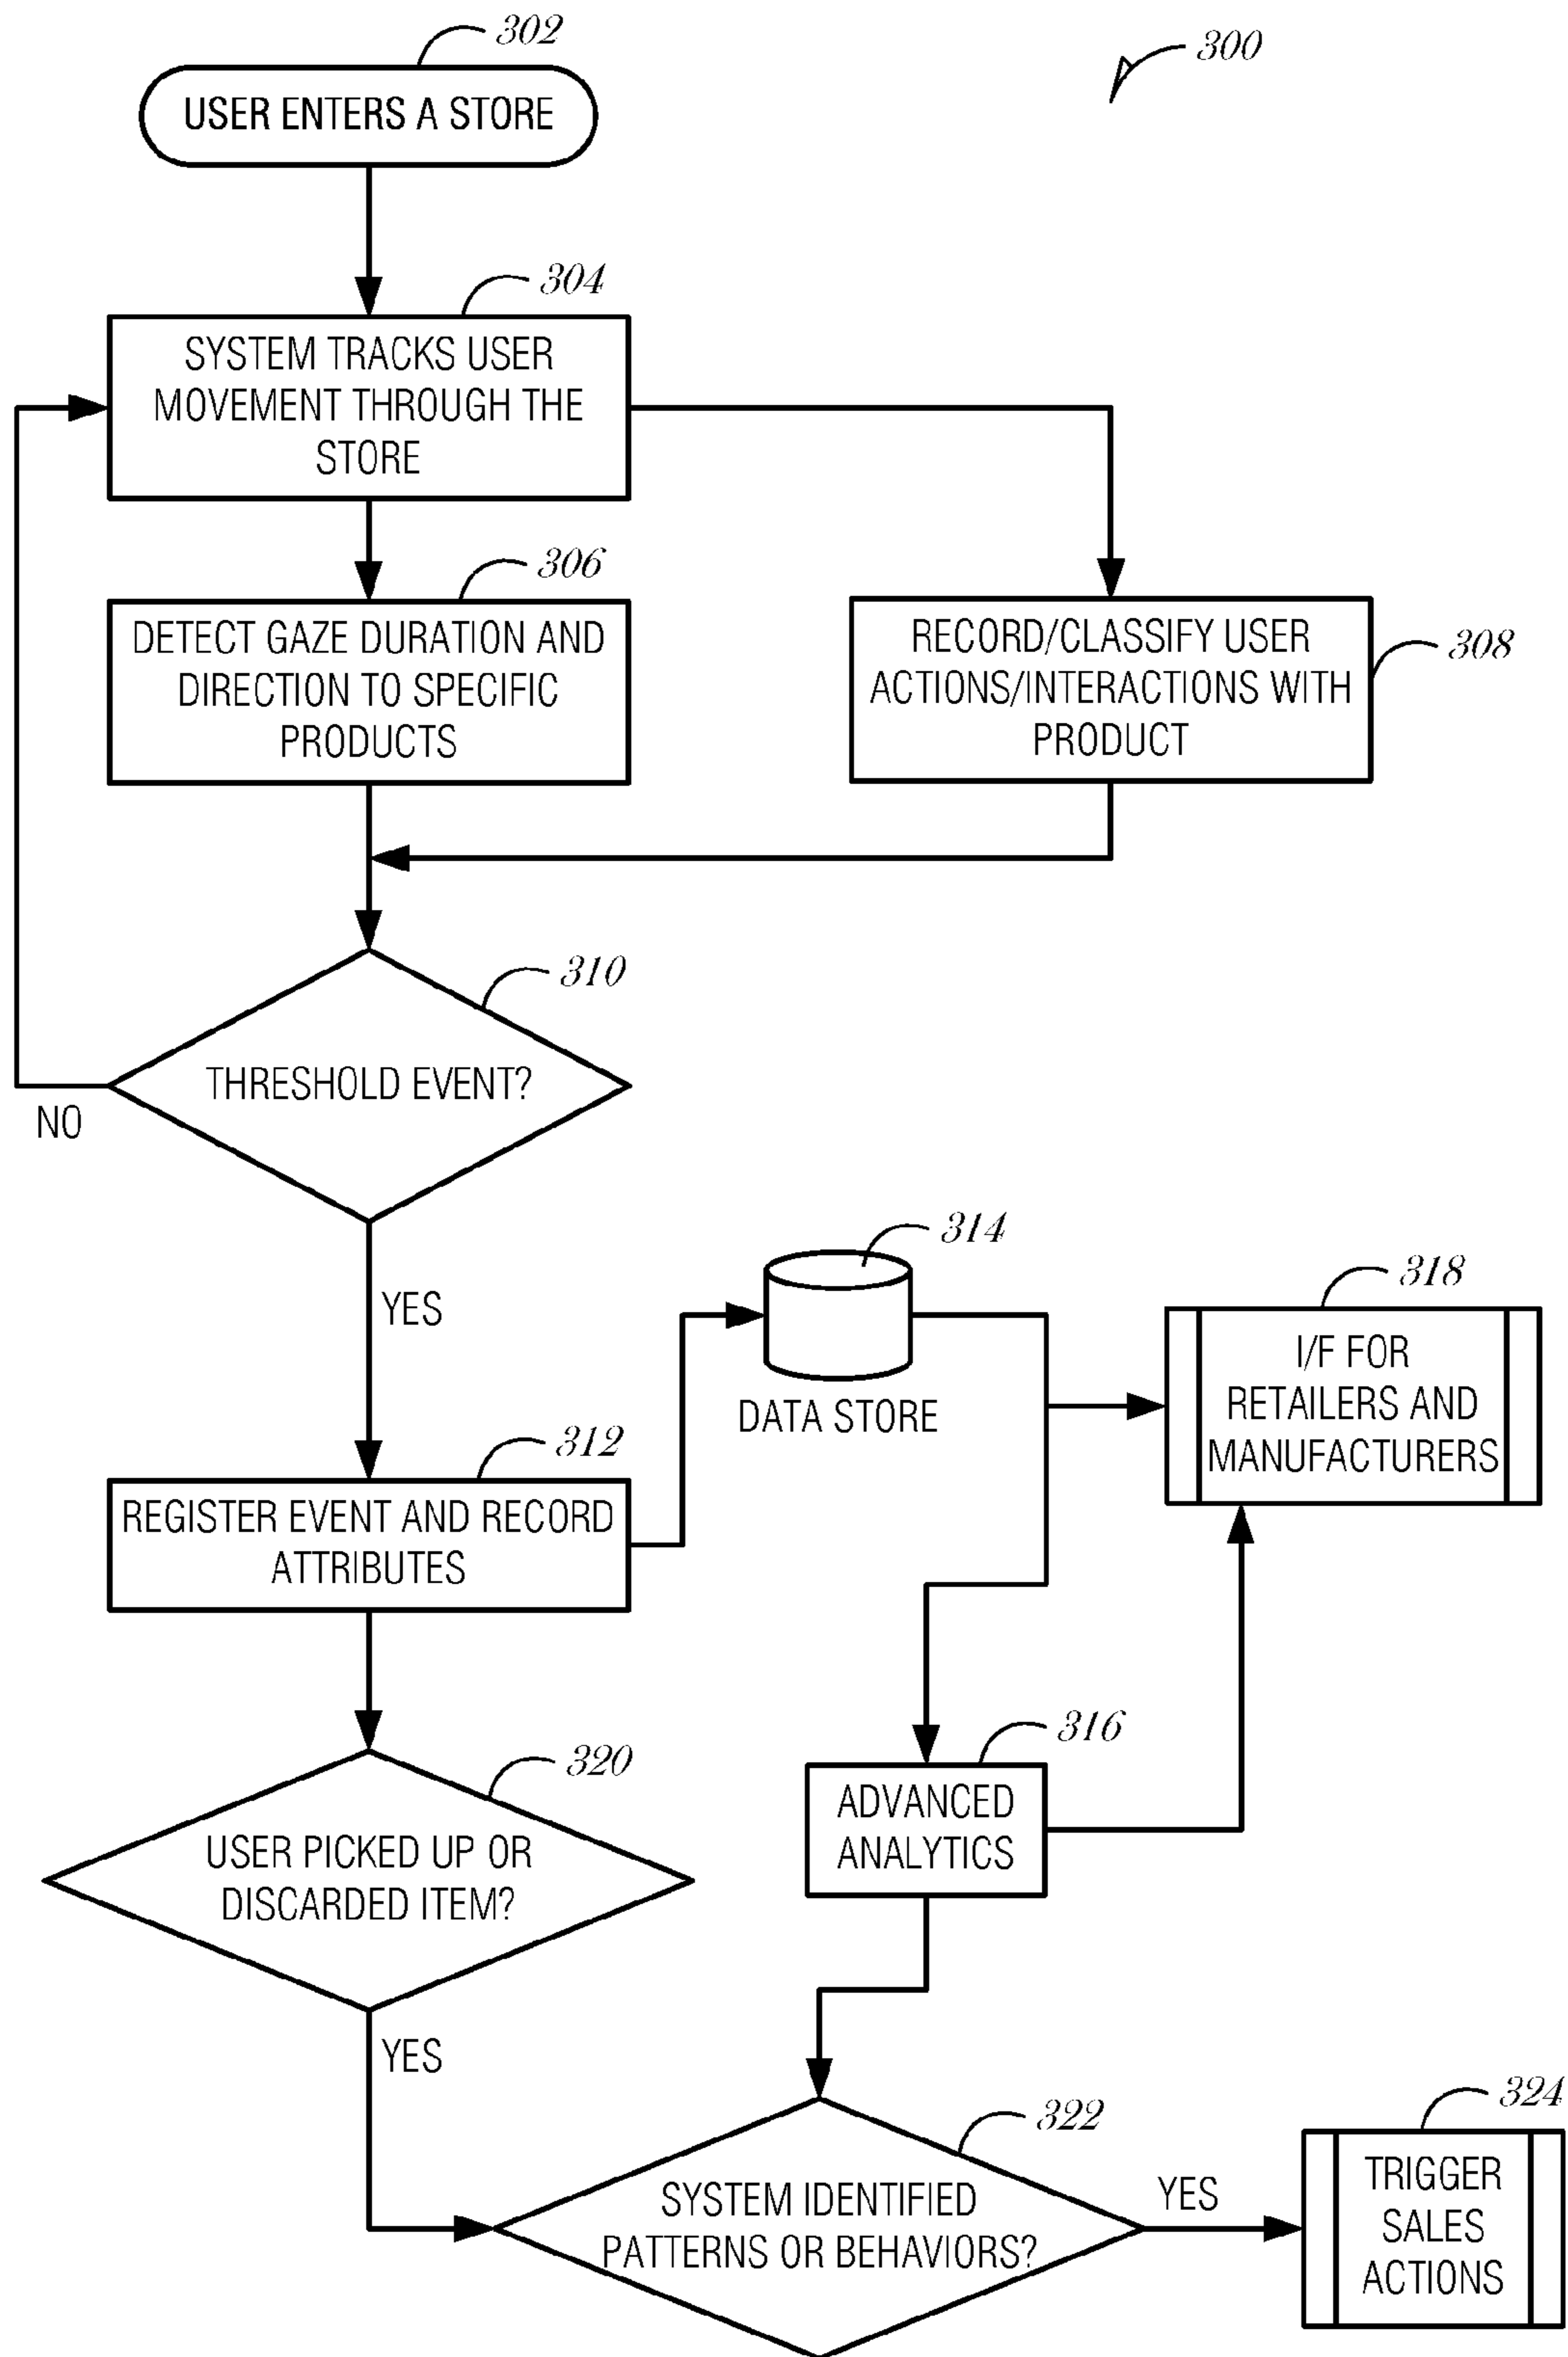 302
300
USER ENTERS A STORE
304
SYSTEM TRACKS USER
MOVEMENT THROUGH THE
STORE
306
DETECT GAZE DURATION AND
DIRECTION TO SPECIFIC
PRODUCTS
308
RECORD/CLASSIFY USER
ACTIONS/INTERACTIONS WITH
PRODUCT
310
THRESHOLD EVENT?
NO
YES
314
DATA STORE
318
I/F FOR
RETAILERS AND
MANUFACTURERS
312
REGISTER EVENT AND RECORD
ATTRIBUTES
316
ADVANCED
ANALYTICS
320
USER PICKED UP OR
DISCARDED ITEM?
YES
322
SYSTEM IDENTIFIED
PATTERNS OR BEHAVIORS?
YES
324
TRIGGER
SALES
ACTIONS